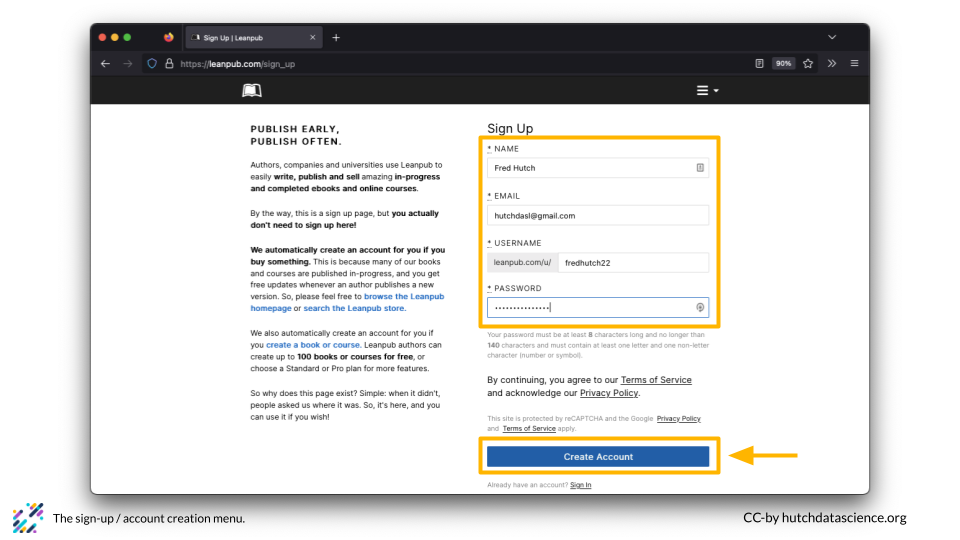 Sign Up | Leanpub
https://leanpub.com/sign_up
90%
PUBLISH EARLY,
PUBLISH OFTEN.
Authors, companies and universities use Leanpub to
easily write, publish and sell amazing in-progress
and completed ebooks and online courses.
By the way, this is a sign up page, but you actually
don't need to sign up here!
We automatically create an account for you if you
buy something. This is because many of our books
and courses are published in-progress, and you get
free updates whenever an author publishes a new
version. So, please feel free to browse the Leanpub
homepage or search the Leanpub store.
We also automatically create an account for you if
you create a book or course. Leanpub authors can
create up to 100 books or courses for free, or
choose a Standard or Pro plan for more features.
So why does this page exist? Simple: when it didn't,
people asked us where it was. So, it's here, and you
can use it if you wish!
Sign Up
* NAME
Fred Hutch
* EMAIL
hutchdasl@gmail.com
* USERNAME
leanpub.com/u/ fredhutch22
* PASSWORD
Your password must be at least 8 characters long and no longer than
140 characters and must contain at least one letter and one non-letter
character (number or symbol).
By continuing, you agree to our Terms of Service
and acknowledge our Privacy Policy.
This site is protected by reCAPTCHA and the Google Privacy Policy
and Terms of Service apply.
Create Account
Already have an account? Sign In
The sign-up / account creation menu.
CC-by hutchdatascience.org